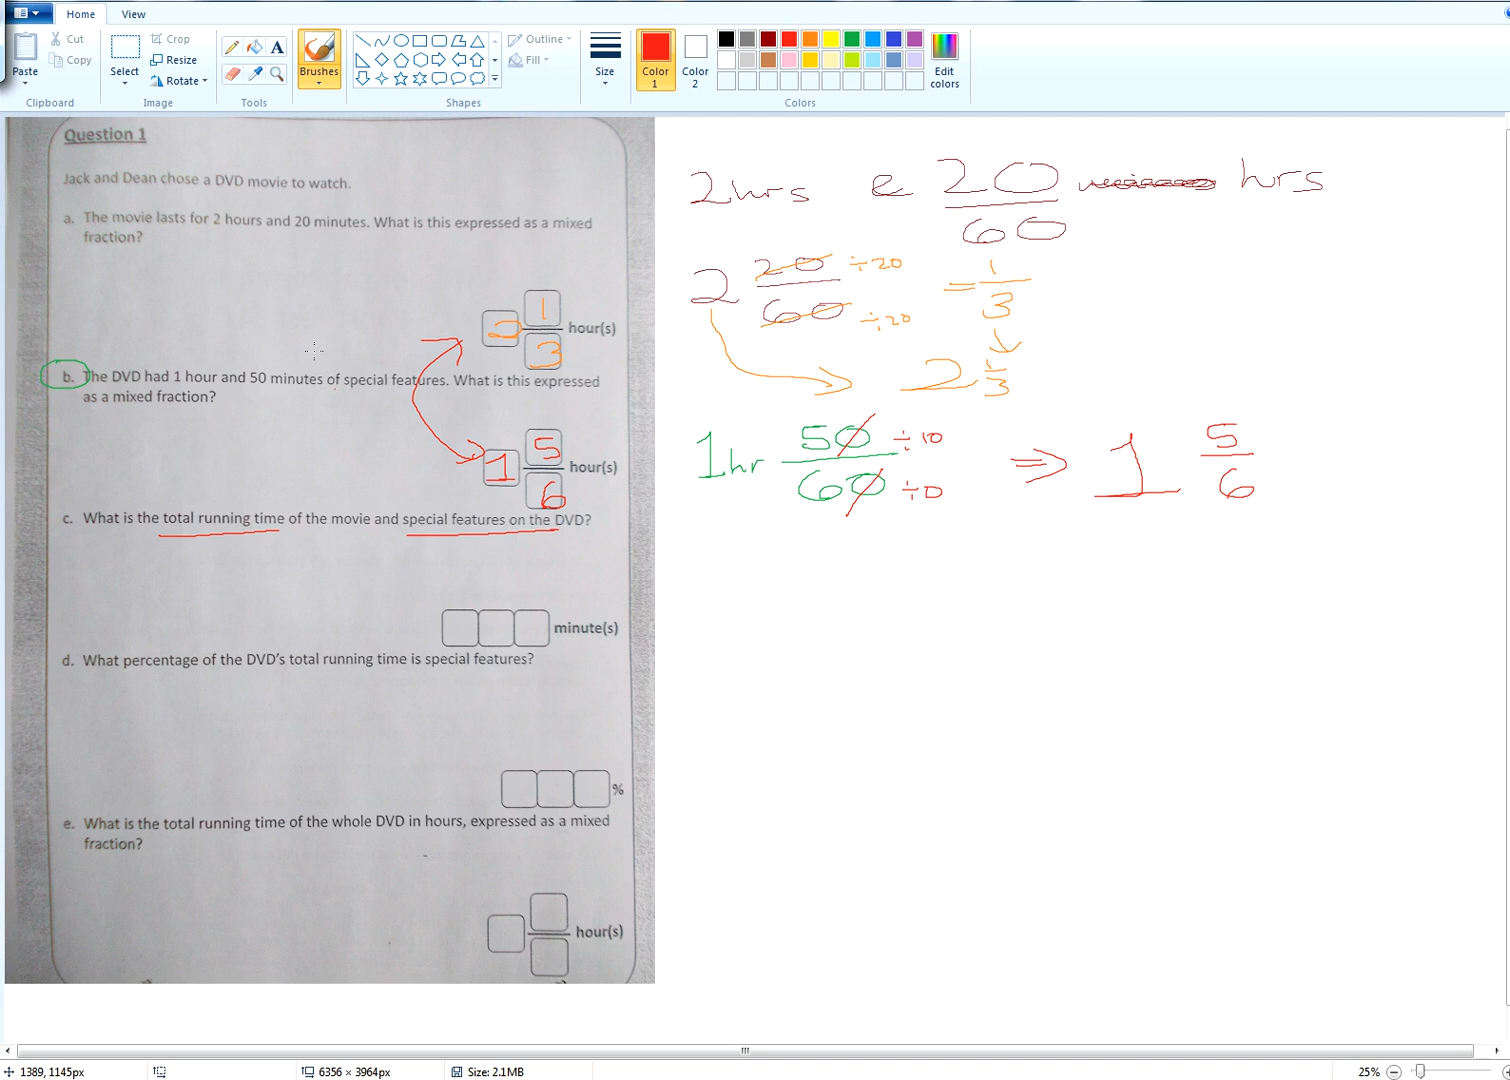 Home View
Paste
Cut
Copy
Clipboard
Select
Crop
Resize
Rotate
Image
A
Tools
Brushes
Shapes
Outline
Fill
Size
Color 1
Color 2
Edit colors
Colors
Question 1
Jack and Dean chose a DVD movie to watch.
a. The movie lasts for 2 hours and 20 minutes. What is this expressed as a mixed
fraction?
2 1/3 hour(s)
b. The DVD had 1 hour and 50 minutes of special features. What is this expressed
as a mixed fraction?
1 5/6 hour(s)
c. What is the total running time of the movie and special features on the DVD?
minute(s)
d. What percentage of the DVD's total running time is special features?
%
e. What is the total running time of the whole DVD in hours, expressed as a mixed
fraction?
hour(s)
2hrs & 20/60 hrs
2 20/60 ÷20 ÷20 = 1/3
2 1/3
1hr 50/60 ÷10 ÷10 ⇒ 1 5/6
1389, 1145px
6356 × 3964px
Size: 2.1MB
25%